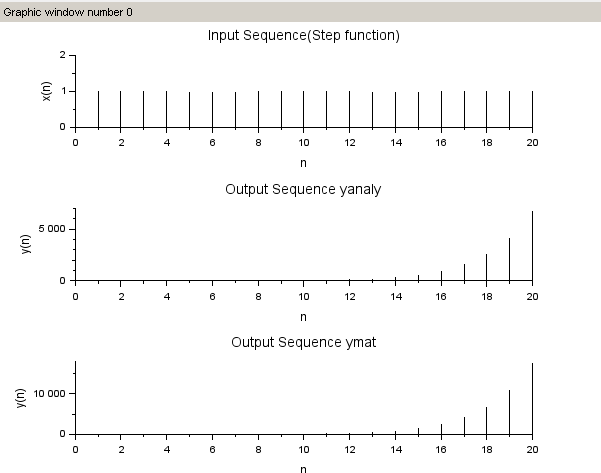 Graphic window number 0
Input Sequence(Step function)
2
1
0
x(n)
0 2 4 6 8 10 12 14 16 18 20
n
Output Sequence yanaly
5 000
0
y(n)
0 2 4 6 8 10 12 14 16 18 20
n
Output Sequence ymat
10 000
0
y(n)
0 2 4 6 8 10 12 14 16 18 20
n